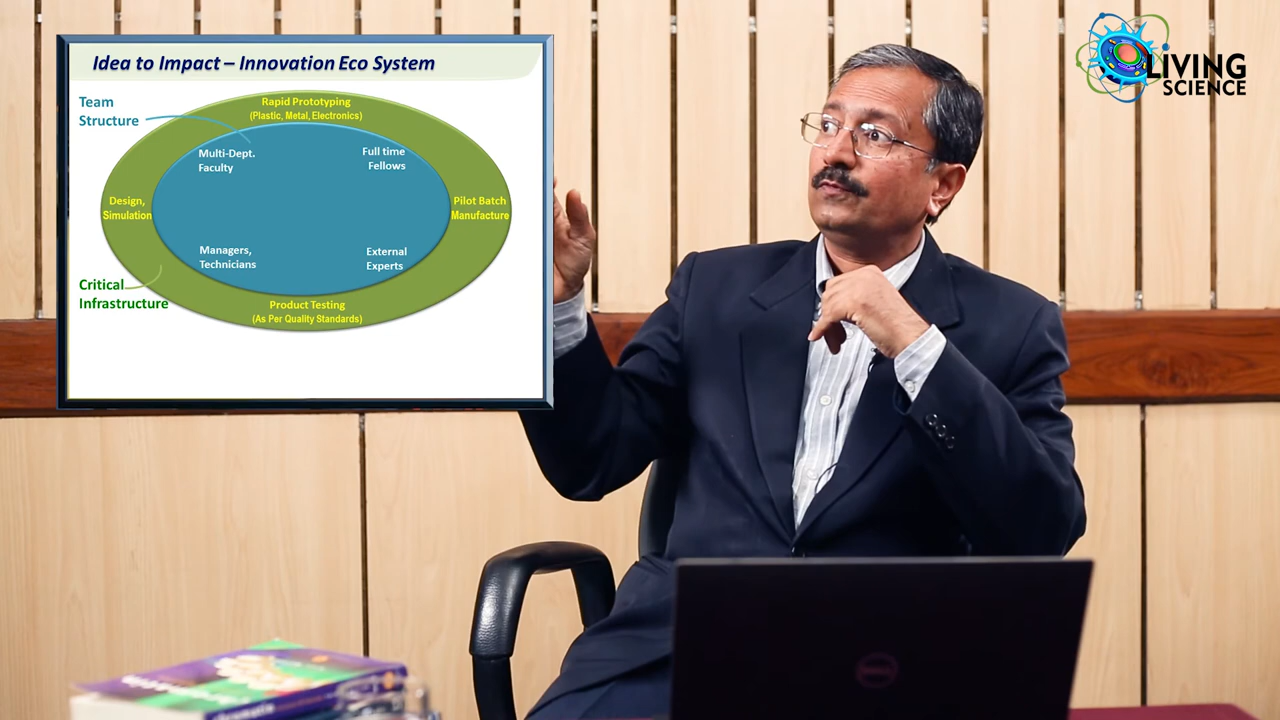 Idea to Impact – Innovation Eco System
Team
Structure
Rapid Prototyping
(Plastic, Metal, Electronics)
Multi-Dept.
Faculty
Full time
Fellows
Design,
Simulation
Pilot Batch
Manufacture
Managers,
Technicians
External
Experts
Critical
Infrastructure
Product Testing
(As Per Quality Standards)
LIVING
SCIENCE
DELL